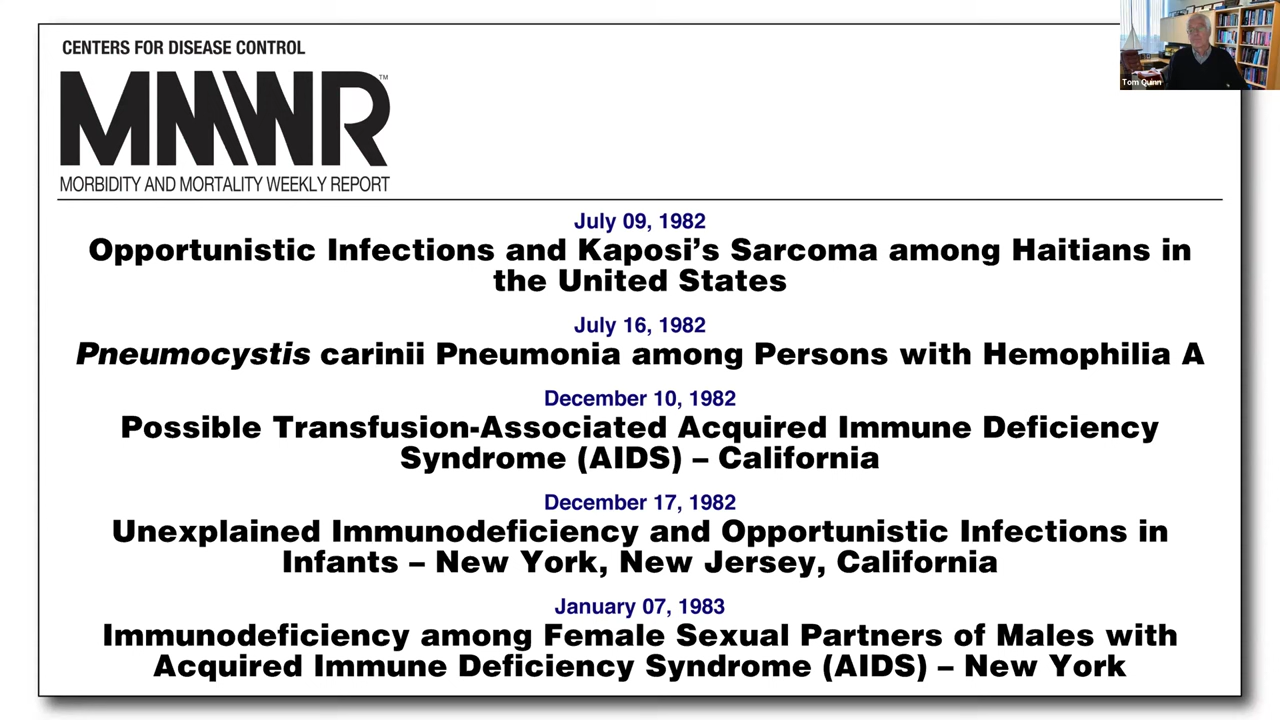 CENTERS FOR DISEASE CONTROL
MMWR™
MORBIDITY AND MORTALITY WEEKLY REPORT
Tom Quinn
July 09, 1982
Opportunistic Infections and Kaposi's Sarcoma among Haitians in
the United States
July 16, 1982
Pneumocystis carinii Pneumonia among Persons with Hemophilia A
December 10, 1982
Possible Transfusion-Associated Acquired Immune Deficiency
Syndrome (AIDS) – California
December 17, 1982
Unexplained Immunodeficiency and Opportunistic Infections in
Infants – New York, New Jersey, California
January 07, 1983
Immunodeficiency among Female Sexual Partners of Males with
Acquired Immune Deficiency Syndrome (AIDS) – New York